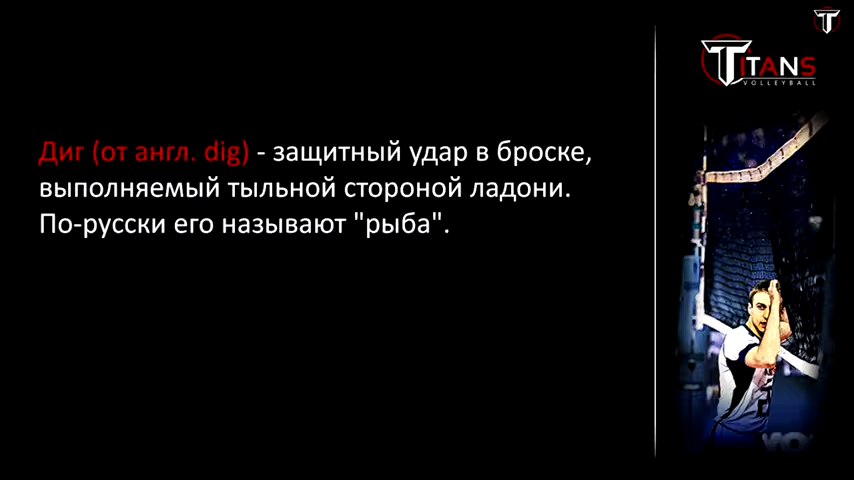 TITANS
VOLLEYBALL
Диг (от англ. dig) - защитный удар в броске,
выполняемый тыльной стороной ладони.
По-русски его называют "рыба".